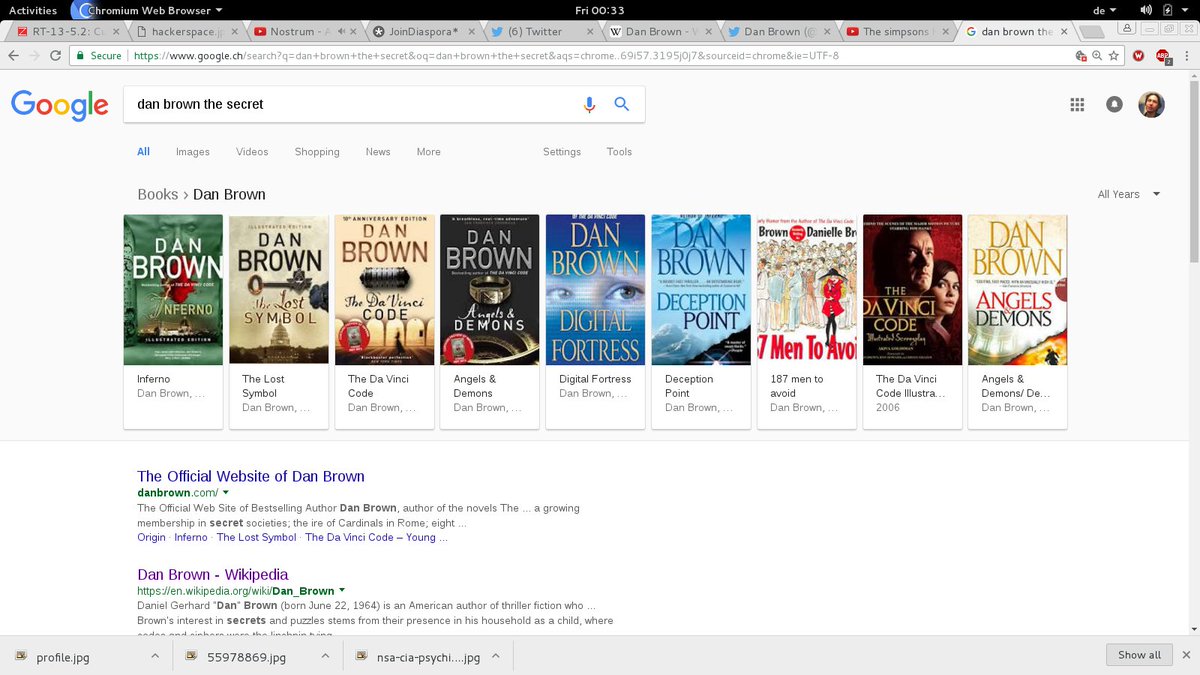 Activities Chromium Web Browser Fri 00:33 de
RT-13-5.2: C
hackerspace.j
Nostrum - A
JoinDiaspora*
(6) Twitter
Dan Brown - W
Dan Brown (@
The simpsons
dan brown the
Secure https://www.google.ch/search?q=dan+brown+the+secret&oq=dan+brown+the+secret&aqs=chrome..69i57.3195j0j7&sourceid=chrome&ie=UTF-8
Google
dan brown the secret
All Images Videos Shopping News More Settings Tools
Books › Dan Brown All Years
DAN BROWN
INFERNO
ILLUSTRATED EDITION
ILLUSTRATED EDITION
DAN BROWN
The Lost SYMBOL
10th ANNIVERSARY EDITION
DAN BROWN
The Da Vinci CODE
DAN BROWN
Angels & DEMONS
OF THE DA VINCI CODE
DAN BROWN
DIGITAL FORTRESS
DAN BROWN
DECEPTION POINT
Brown Danielle Br
7 Men To Avoi
THE DA VINCI CODE
Illustrated Screenplay
DAN BROWN
ANGELS DEMONS
Inferno
Dan Brown, ...
The Lost Symbol
Dan Brown, ...
The Da Vinci Code
Dan Brown, ...
Angels & Demons
Dan Brown, ...
Digital Fortress
Dan Brown, ...
Deception Point
Dan Brown, ...
187 men to avoid
Dan Brown, ...
The Da Vinci Code Illustra...
2006
Angels & Demons/ De...
Dan Brown, ...
The Official Website of Dan Brown
danbrown.com/
The Official Web Site of Bestselling Author Dan Brown, author of the novels The ... a growing
membership in secret societies; the ire of Cardinals in Rome; eight ...
Origin · Inferno · The Lost Symbol · The Da Vinci Code – Young ...
Dan Brown - Wikipedia
https://en.wikipedia.org/wiki/Dan_Brown
Daniel Gerhard "Dan" Brown (born June 22, 1964) is an American author of thriller fiction who ...
Brown's interest in secrets and puzzles stems from their presence in his household as a child, where
codes and ciphers were the linchpin tying
profile.jpg 55978869.jpg nsa-cia-psychi....jpg Show all